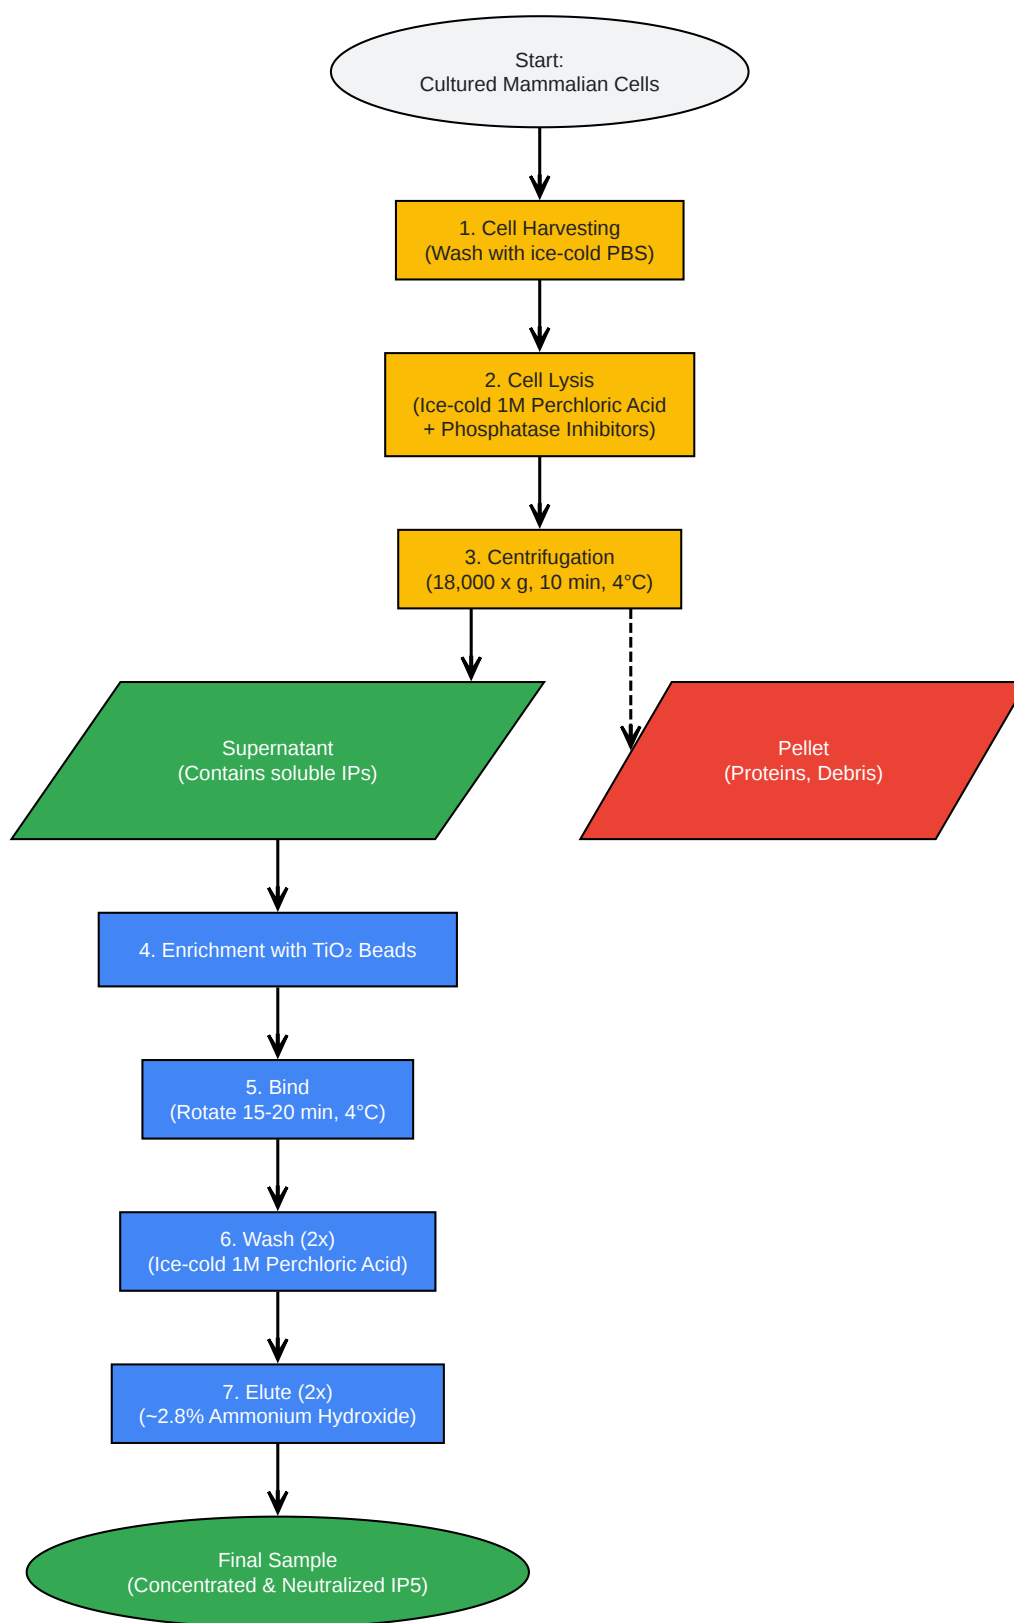 Start:
Cultured Mammalian Cells
1. Cell Harvesting
(Wash with ice-cold PBS)
2. Cell Lysis
(Ice-cold 1M Perchloric Acid
+ Phosphatase Inhibitors)
3. Centrifugation
(18,000 x g, 10 min, 4°C)
Supernatant
(Contains soluble IPs)
Pellet
(Proteins, Debris)
4. Enrichment with TiO₂ Beads
5. Bind
(Rotate 15-20 min, 4°C)
6. Wash (2x)
(Ice-cold 1M Perchloric Acid)
7. Elute (2x)
(~2.8% Ammonium Hydroxide)
Final Sample
(Concentrated & Neutralized IP5)